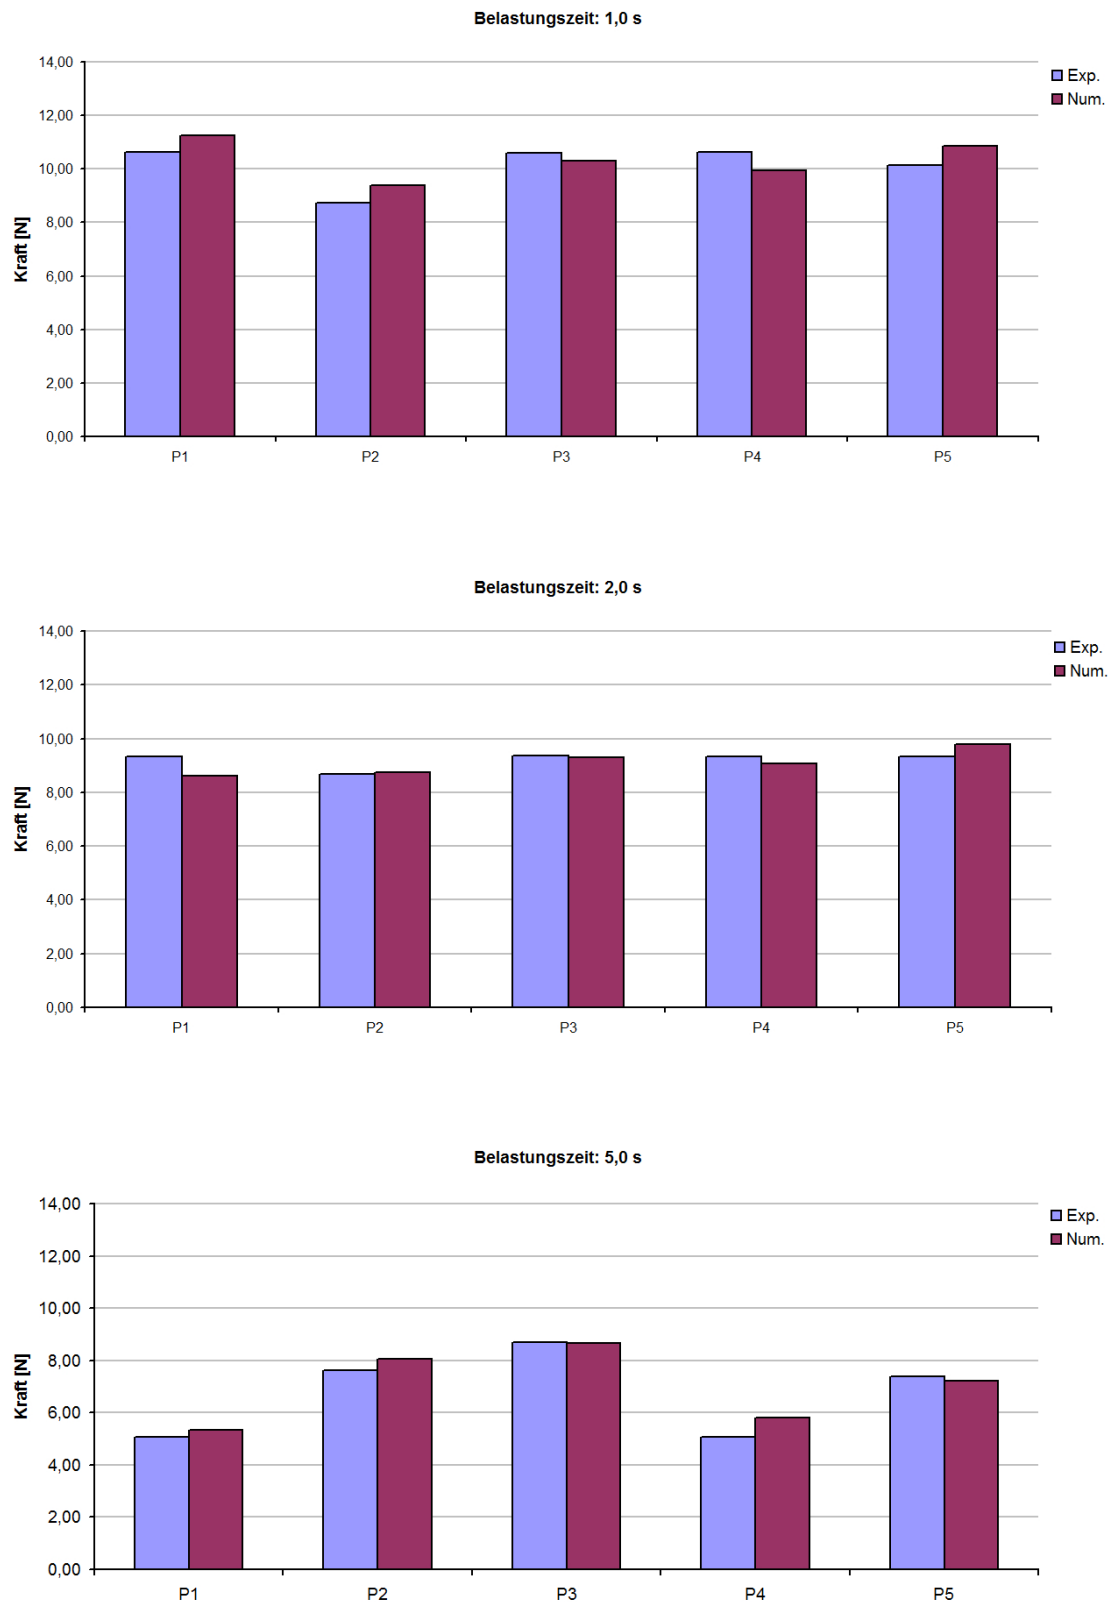 Belastungszeit: 1,0 s
14,00
12,00
10,00
8,00
6,00
4,00
2,00
0,00
Kraft [N]
P1 P2 P3 P4 P5
Exp.
Num.
Belastungszeit: 2,0 s
14,00
12,00
10,00
8,00
6,00
4,00
2,00
0,00
Kraft [N]
P1 P2 P3 P4 P5
Exp.
Num.
Belastungszeit: 5,0 s
14,00
12,00
10,00
8,00
6,00
4,00
2,00
0,00
Kraft [N]
P1 P2 P3 P4 P5
Exp.
Num.